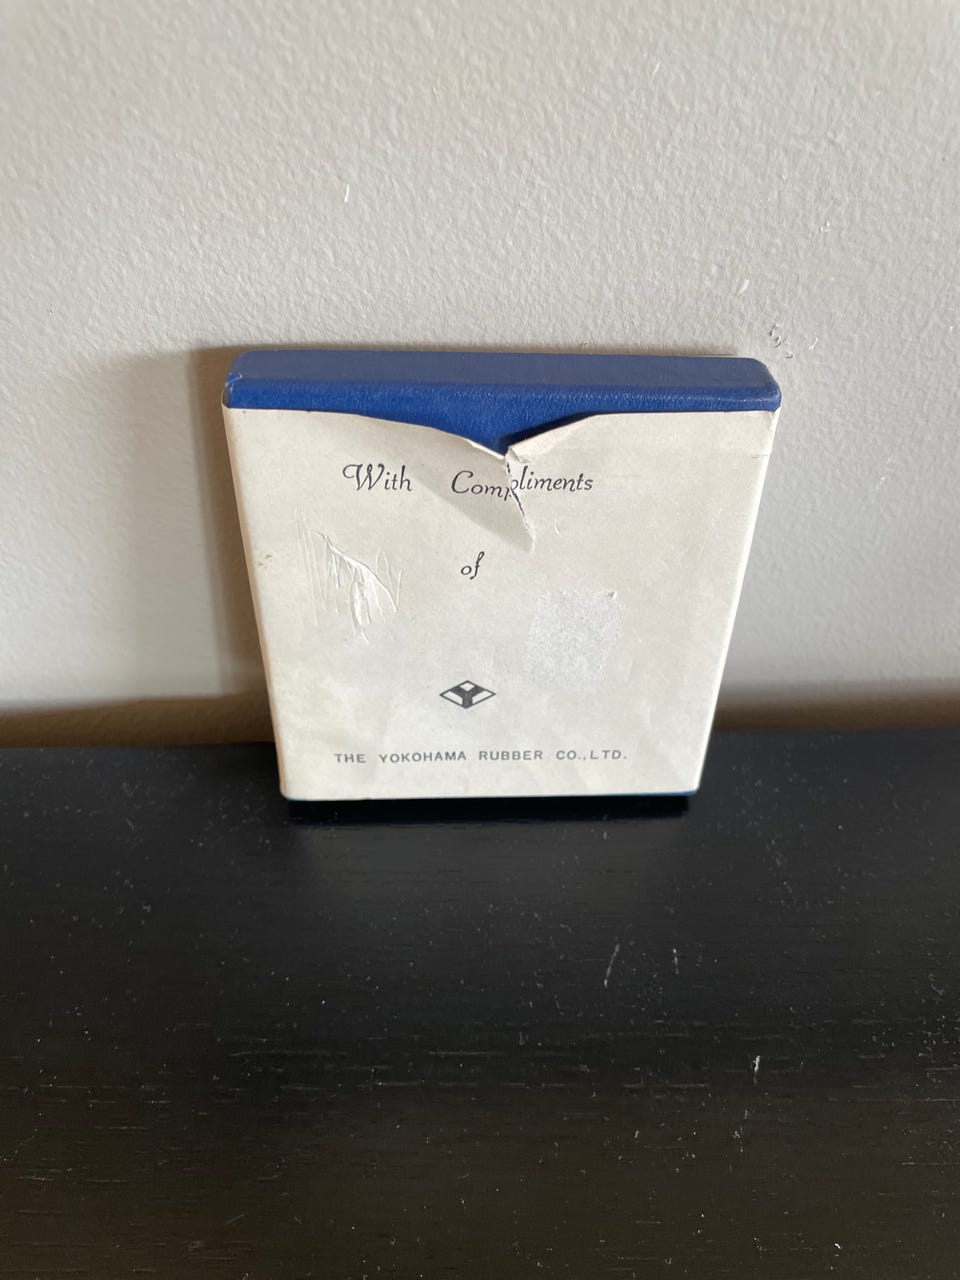 With Compliments
of
Y
THE YOKOHAMA RUBBER CO.,LTD.